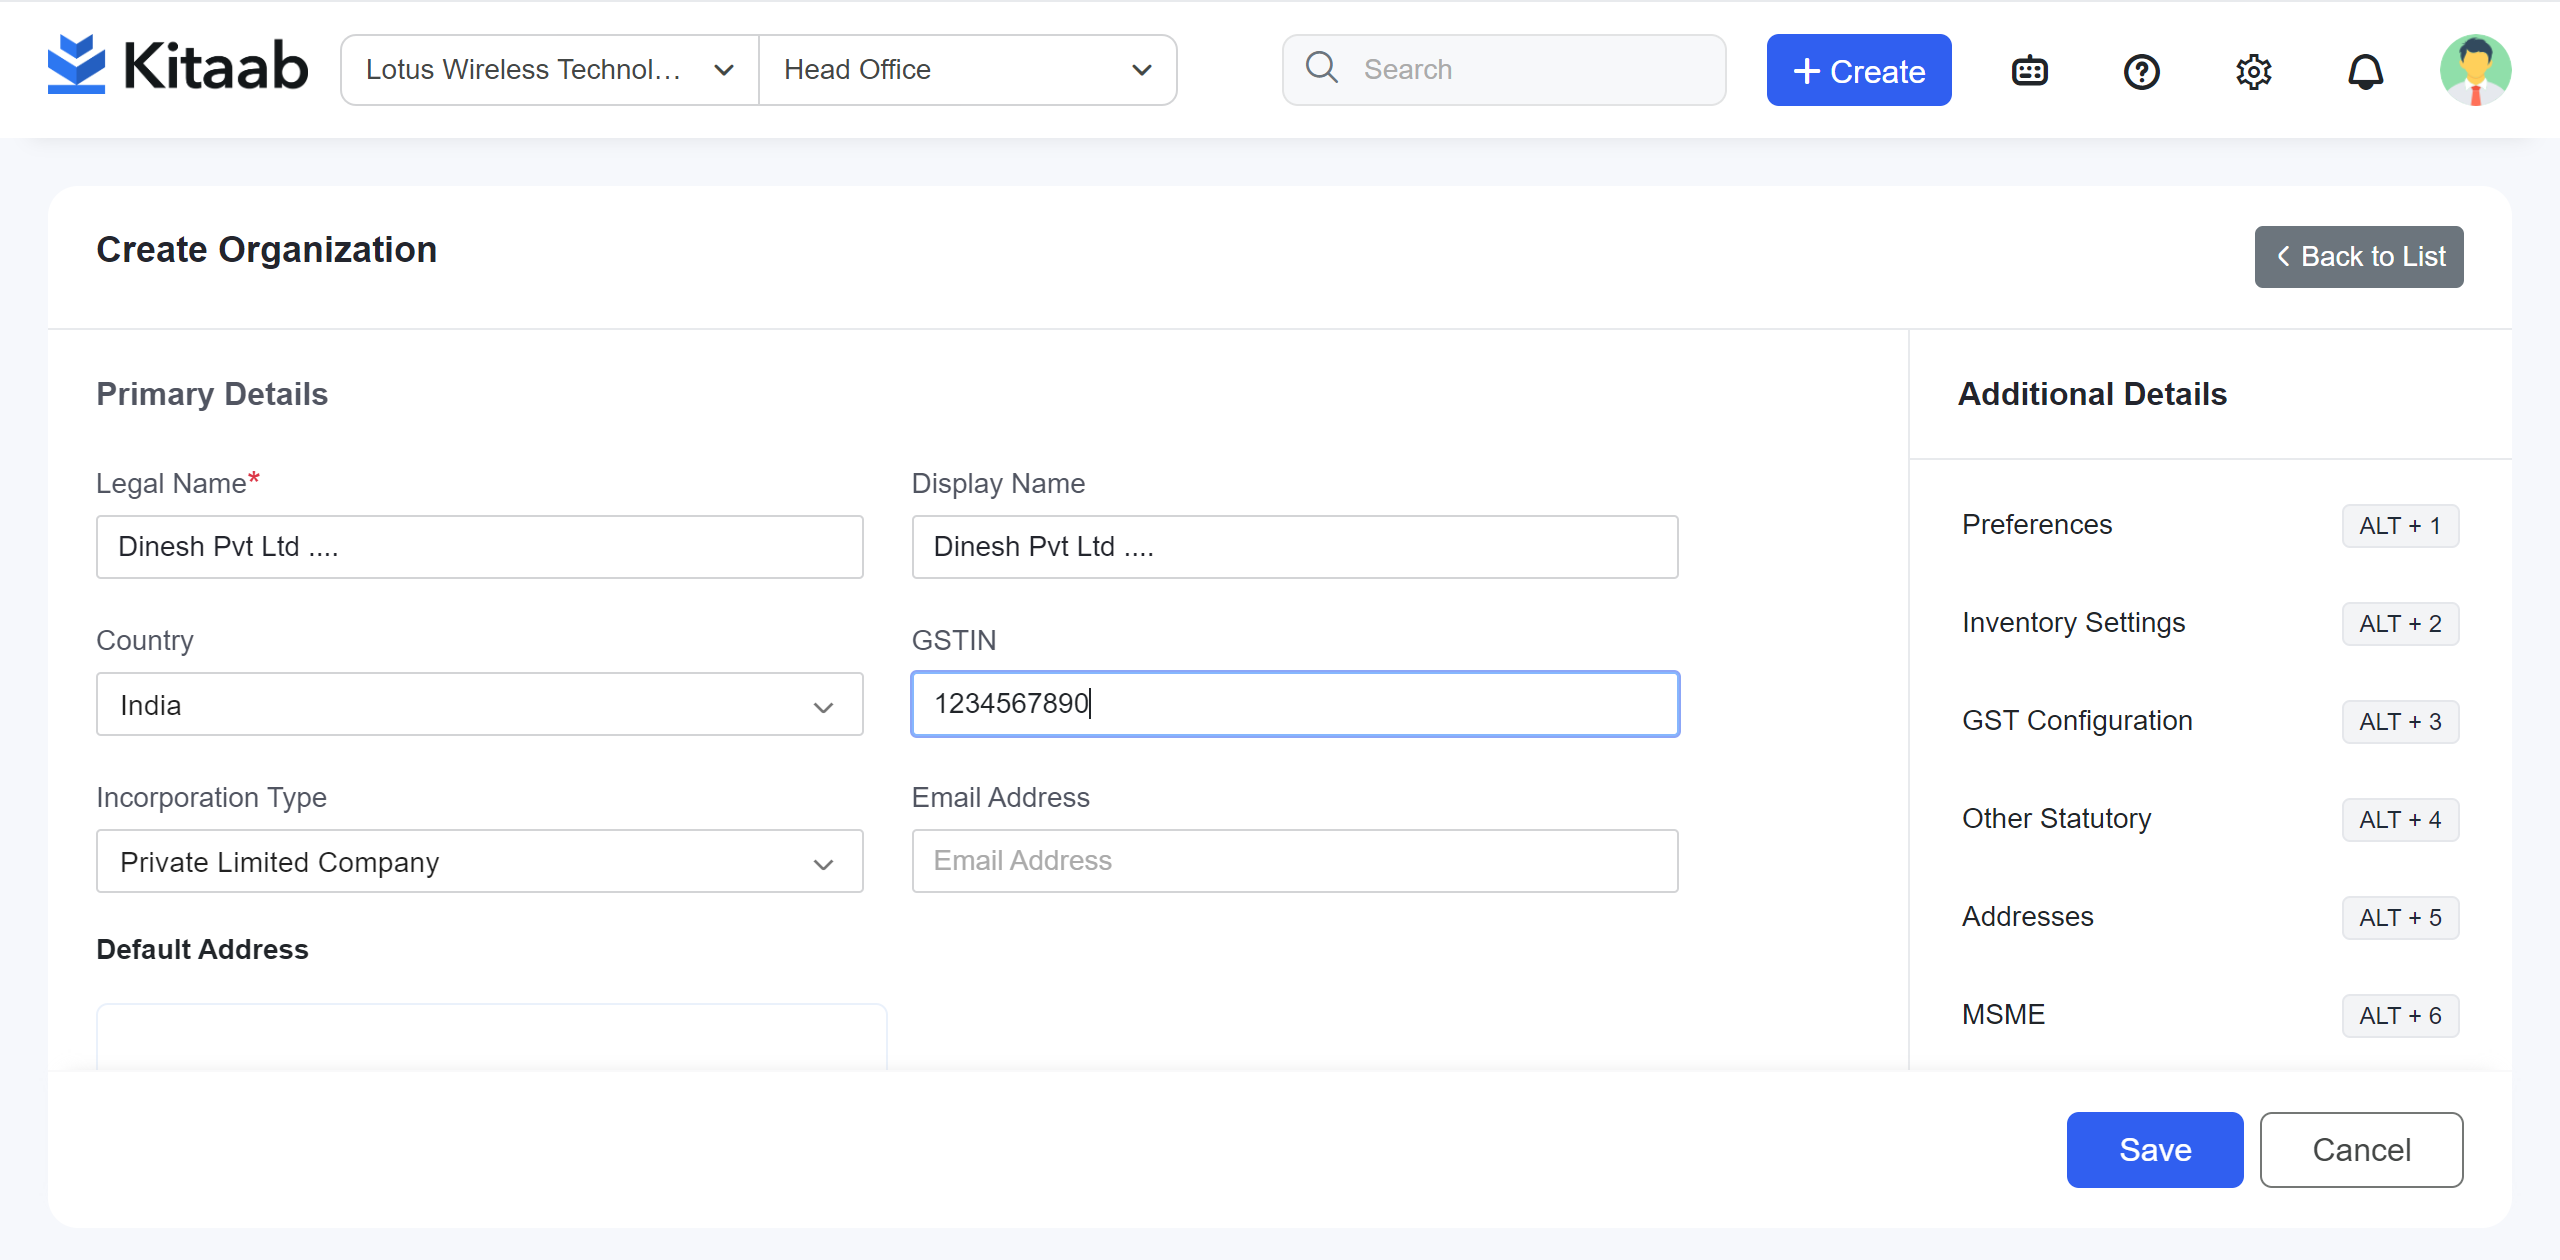 Kitaab
Lotus Wireless Technol...
Head Office
Search
+ Create
Create Organization
Back to List
Primary Details
Legal Name*
Display Name
Dinesh Pvt Ltd ....
Dinesh Pvt Ltd ....
Country
GSTIN
India
1234567890
Incorporation Type
Email Address
Private Limited Company
Email Address
Default Address
Additional Details
Preferences ALT + 1
Inventory Settings ALT + 2
GST Configuration ALT + 3
Other Statutory ALT + 4
Addresses ALT + 5
MSME ALT + 6
Save
Cancel